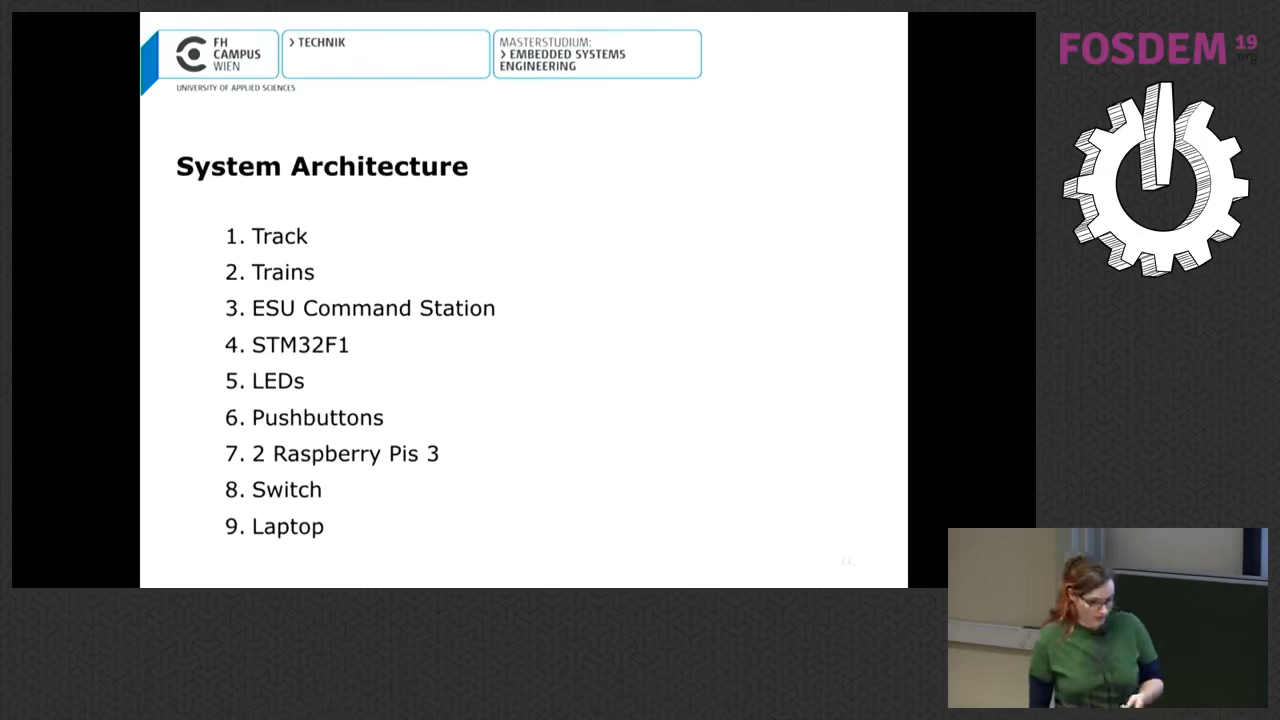 FH
CAMPUS
WIEN
> TECHNIK
MASTERSTUDIUM:
> EMBEDDED SYSTEMS
ENGINEERING
UNIVERSITY OF APPLIED SCIENCES
FOSDEM 19
.org
System Architecture
1. Track
2. Trains
3. ESU Command Station
4. STM32F1
5. LEDs
6. Pushbuttons
7. 2 Raspberry Pis 3
8. Switch
9. Laptop
13